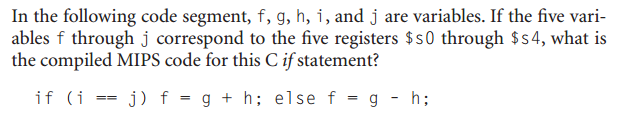 In the following code segment, f, g, h, i, and j are variables. If the five vari-
ables f through j correspond to the five registers $s0 through $s4, what is
the compiled MIPS code for this C if statement?
if (i == j) f = g + h; else f = g - h;